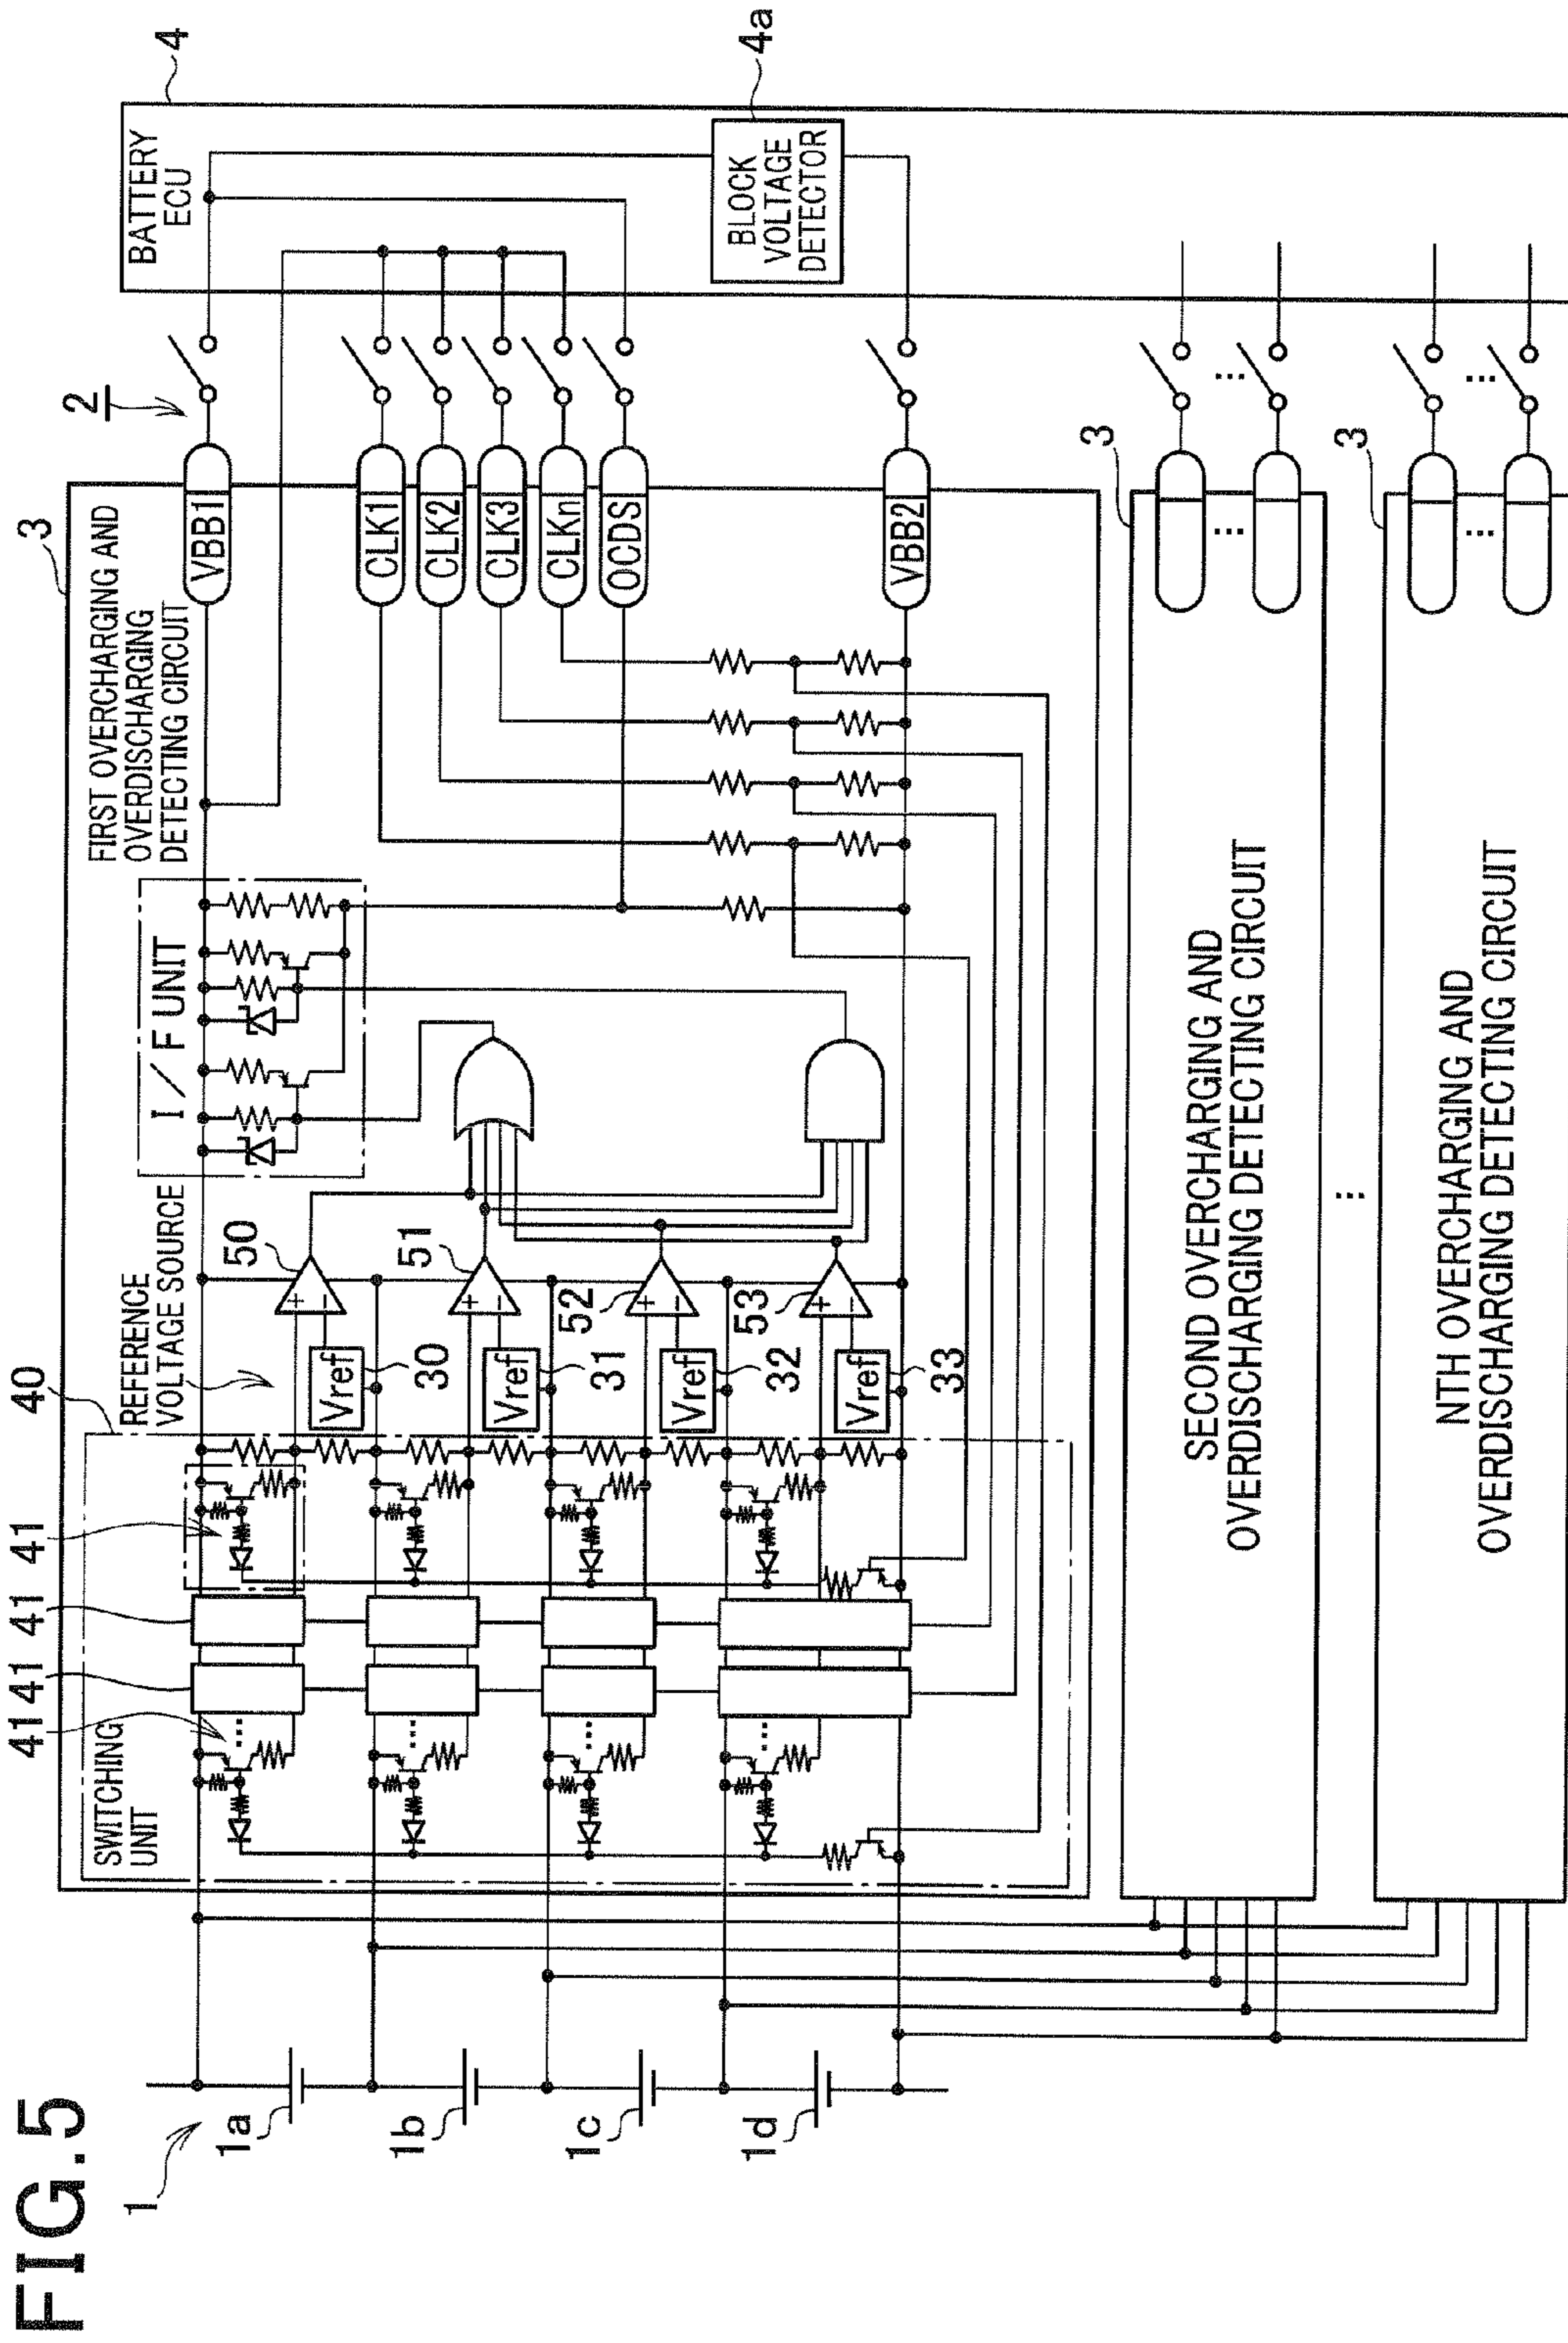 FIG.5
1
1a
1b
1c
1d
SWITCHING
UNIT
41
41
41
41
40
REFERENCE
VOLTAGE SOURCE
Vref
30
Vref
31
Vref
32
Vref
33
+
−
50
+
−
51
+
−
52
+
−
53
I/F UNIT
FIRST OVERCHARGING AND
OVERDISCHARGING
DETECTING CIRCUIT
3
VBB1
CLK1
CLK2
CLK3
CLKn
OCDS
VBB2
2
BATTERY
ECU
4
BLOCK
VOLTAGE
DETECTOR
4a
SECOND OVERCHARGING AND
OVERDISCHARGING DETECTING CIRCUIT
3
NTH OVERCHARGING AND
OVERDISCHARGING DETECTING CIRCUIT
3